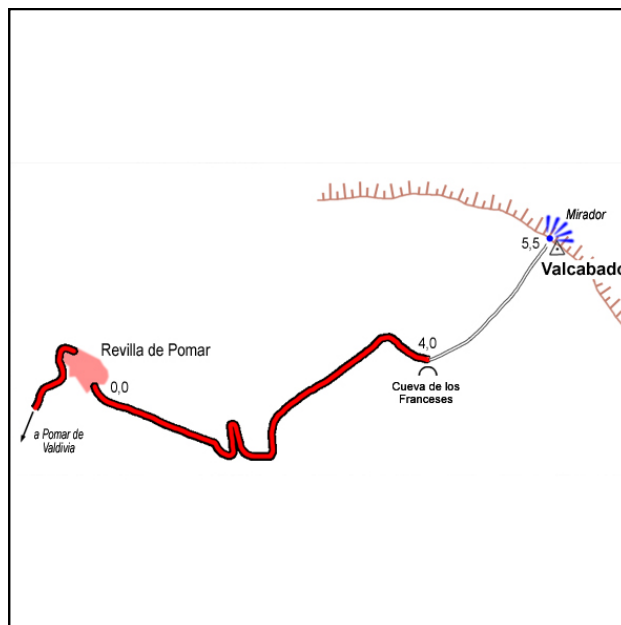 Mirador
5,5
Valcabado
4,0
Revilla de Pomar
0,0
Cueva de los
Franceses
a Pomar de
Valdivia